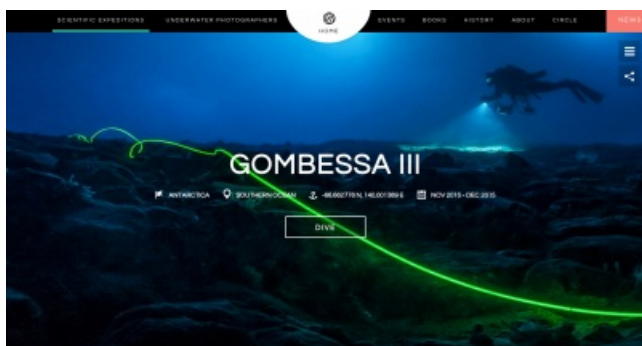 SCIENTIFIC EXPEDITIONS UNDERWATER PHOTOGRAPHERS HOME EVENTS BOOKS HISTORY ABOUT CIRCLE NEWS
GOMBESSA III
ANTARCTICA SOUTHERN OCEAN NOV 2015 - DEC 2015
DIVE